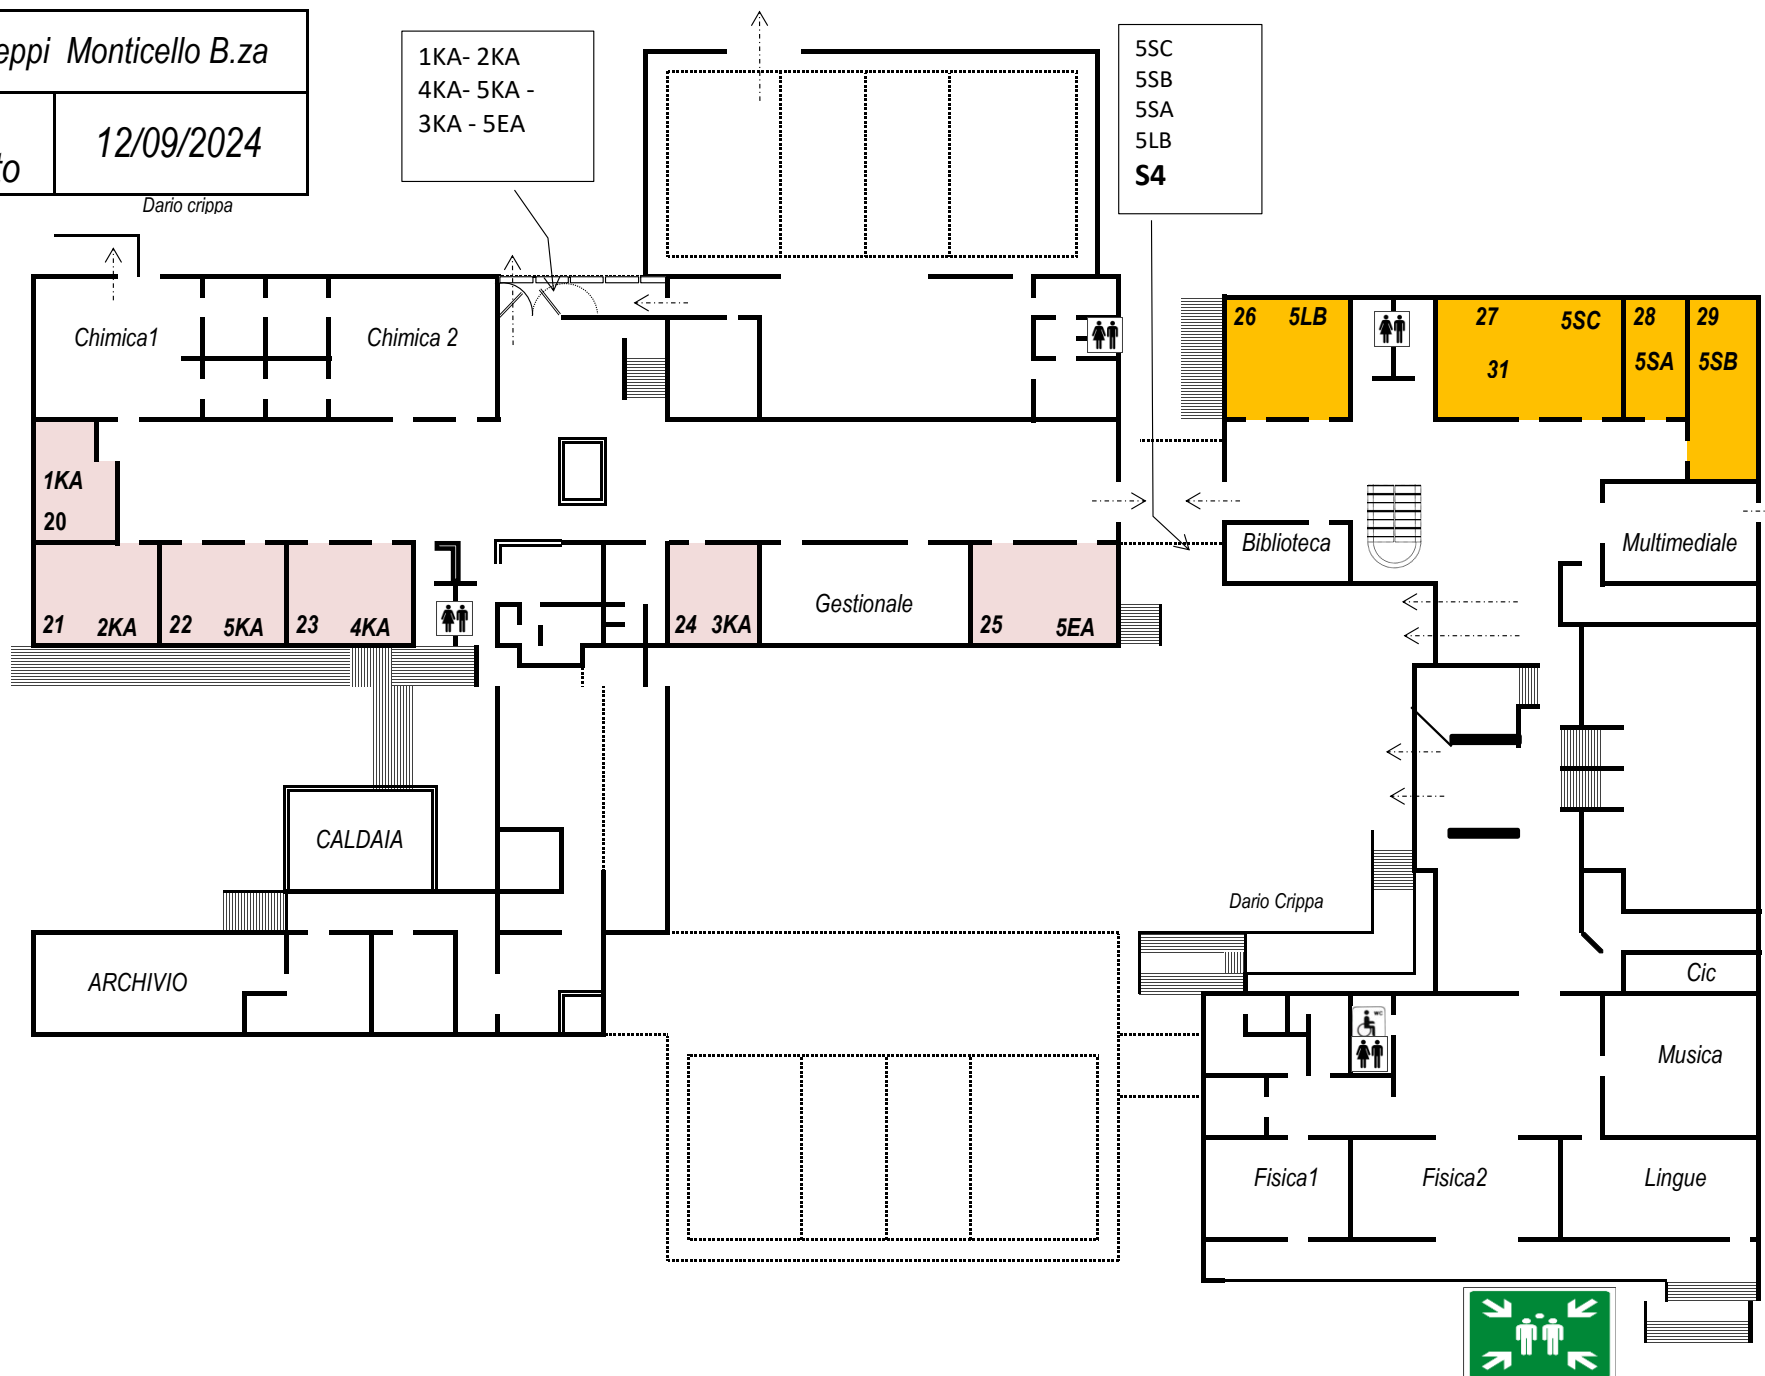 Monticello B.za
12/09/2024
Dario crippa
1KA- 2KA
4KA- 5KA -
3KA - 5EA
5SC
5SB
5SA
5LB
S4
Chimica1
Chimica 2
26 5LB
27 5SC
31
28
5SA
29
5SB
1KA
20
21 2KA
22 5KA
23 4KA
24 3KA
Gestionale
25 5EA
Biblioteca
Multimediale
CALDAIA
ARCHIVIO
Dario Crippa
Cic
WC
Musica
Fisica1
Fisica2
Lingue